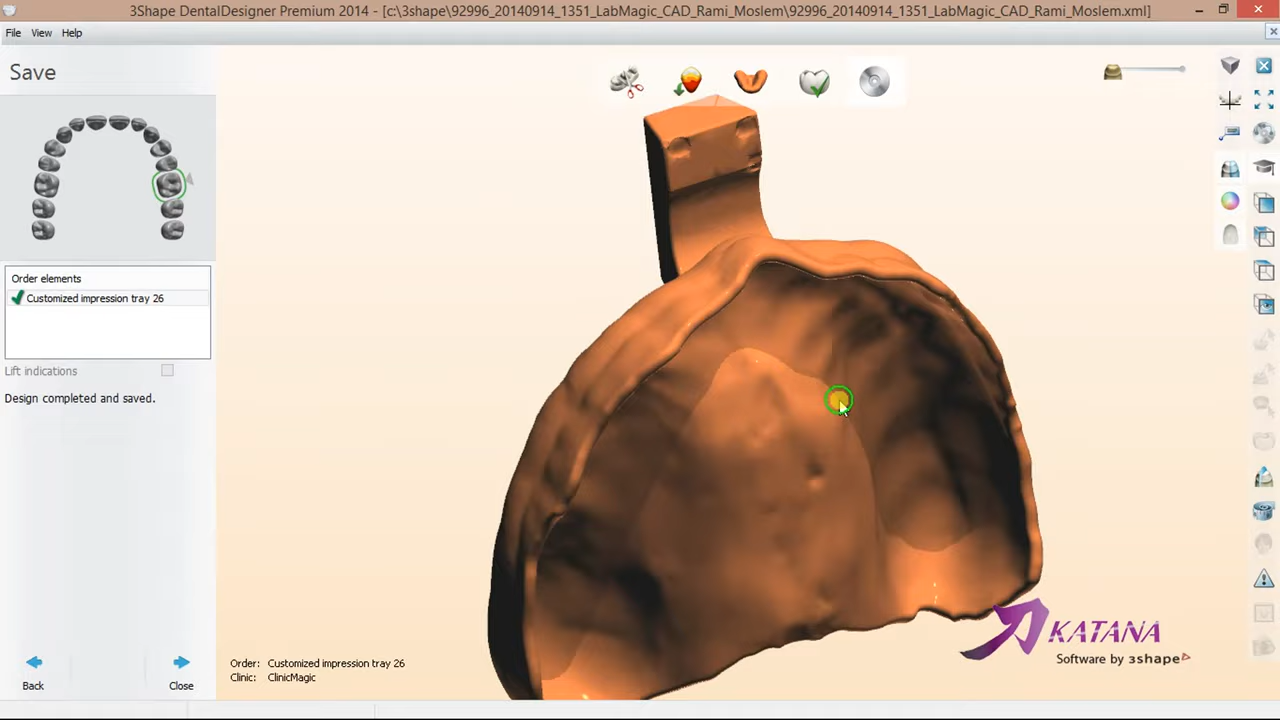 3Shape DentalDesigner Premium 2014 - [c:\3shape\92996_20140914_1351_LabMagic_CAD_Rami_Moslem\92996_20140914_1351_LabMagic_CAD_Rami_Moslem.xml]
File View Help
Save
Order elements
Customized impression tray 26
Lift indications
Design completed and saved.
Order: Customized impression tray 26
Clinic: ClinicMagic
Back
Close
KATANA
Software by 3shape